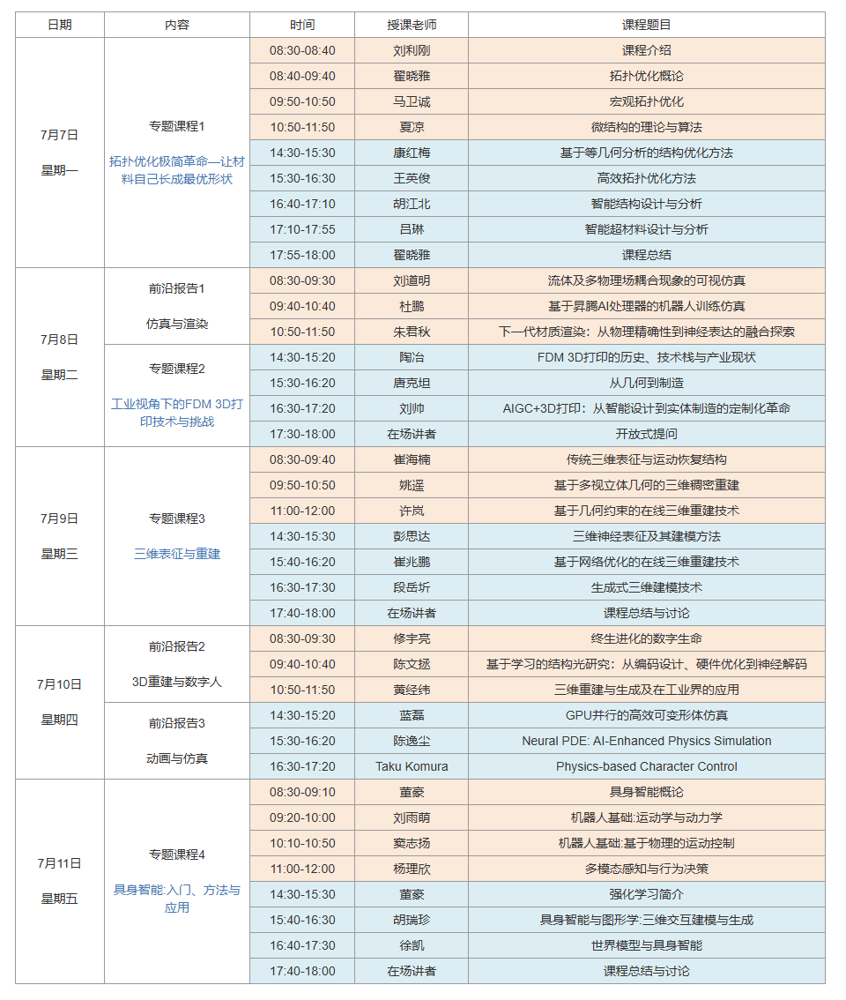 日期 内容 时间 授课老师 课程题目
7月7日
星期一
专题课程1
拓扑优化极简革命—让材
料自己长成最优形状
08:30-08:40 刘利刚 课程介绍
08:40-09:40 翟晓雅 拓扑优化概论
09:50-10:50 马卫诚 宏观拓扑优化
10:50-11:50 夏凉 微结构的理论与算法
14:30-15:30 唐红梅 基于等几何分析的结构优化方法
15:30-16:30 王英俊 高效拓扑优化方法
16:40-17:10 胡江北 智能结构设计与分析
17:10-17:55 吕琳 智能超材料设计与分析
17:55-18:00 翟晓雅 课程总结
7月8日
星期二
前沿报告1
仿真与渲染
08:30-09:30 刘道明 流体及多物理场耦合现象的可视仿真
09:40-10:40 杜鹏 基于昇腾AI处理器的机器人训练仿真
10:50-11:50 朱君秋 下一代材质渲染：从物理精确性到神经表达的融合探索
专题课程2
工业视角下的FDM 3D打
印技术与挑战
14:30-15:20 陶冶 FDM 3D打印的历史、技术栈与产业现状
15:30-16:20 唐克坦 从几何到制造
16:30-17:20 刘帅 AIGC+3D打印：从智能设计到实体制造的定制化革命
17:30-18:00 在场讲者 开放式提问
7月9日
星期三
专题课程3
三维表征与重建
08:30-09:40 崔海楠 传统三维表征与运动恢复结构
09:50-10:50 姚遥 基于多视立体几何的三维稠密重建
11:00-12:00 许岚 基于几何约束的在线三维重建技术
14:30-15:30 彭思达 三维神经表征及其建模方法
15:40-16:20 崔兆鹏 基于网络优化的在线三维重建技术
16:30-17:30 段岳圻 生成式三维建模技术
17:40-18:00 在场讲者 课程总结与讨论
7月10日
星期四
前沿报告2
3D重建与数字人
08:30-09:30 修宇亮 终生进化的数字生命
09:40-10:40 陈文拯 基于学习的结构光研究：从编码设计、硬件优化到神经解码
10:50-11:50 黄经纬 三维重建与生成及在工业界的应用
前沿报告3
动画与仿真
14:30-15:20 蓝磊 GPU并行的高效可变形体仿真
15:30-16:20 陈逸尘 Neural PDE: AI-Enhanced Physics Simulation
16:30-17:20 Taku Komura Physics-based Character Control
7月11日
星期五
专题课程4
具身智能:入门、方法与
应用
08:30-09:10 董豪 具身智能概论
09:20-10:00 刘雨萌 机器人基础:运动学与动力学
10:10-10:50 窦志扬 机器人基础:基于物理的运动控制
11:00-12:00 杨理欣 多模态感知与行为决策
14:30-15:30 董豪 强化学习简介
15:40-16:30 胡瑞珍 具身智能与图形学:三维交互建模与生成
16:40-17:30 徐凯 世界模型与具身智能
17:40-18:00 在场讲者 课程总结与讨论